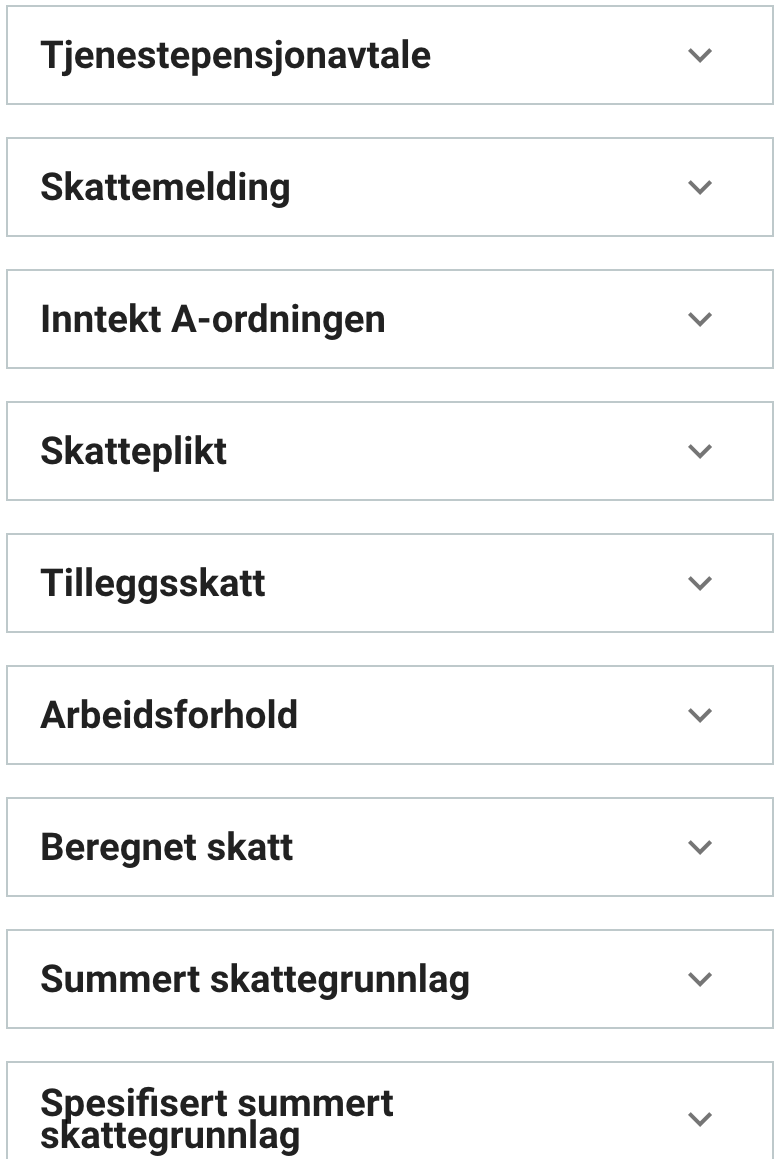 Tjenestepensjonavtale
Skattemelding
Inntekt A-ordningen
Skatteplikt
Tilleggsskatt
Arbeidsforhold
Beregnet skatt
Summert skattegrunnlag
Spesifisert summert
skattegrunnlag